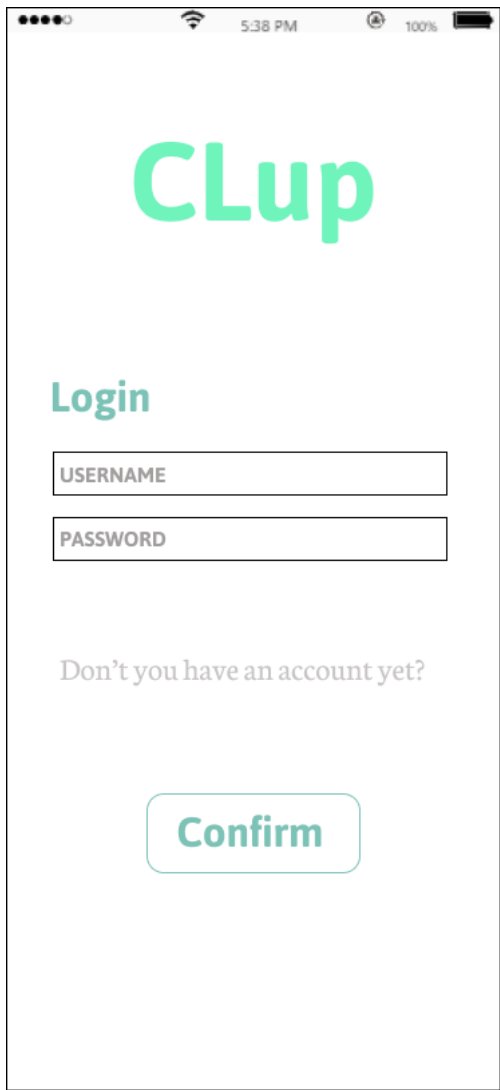 5:38 PM 100%
CLup
Login
USERNAME
PASSWORD
Don’t you have an account yet?
Confirm